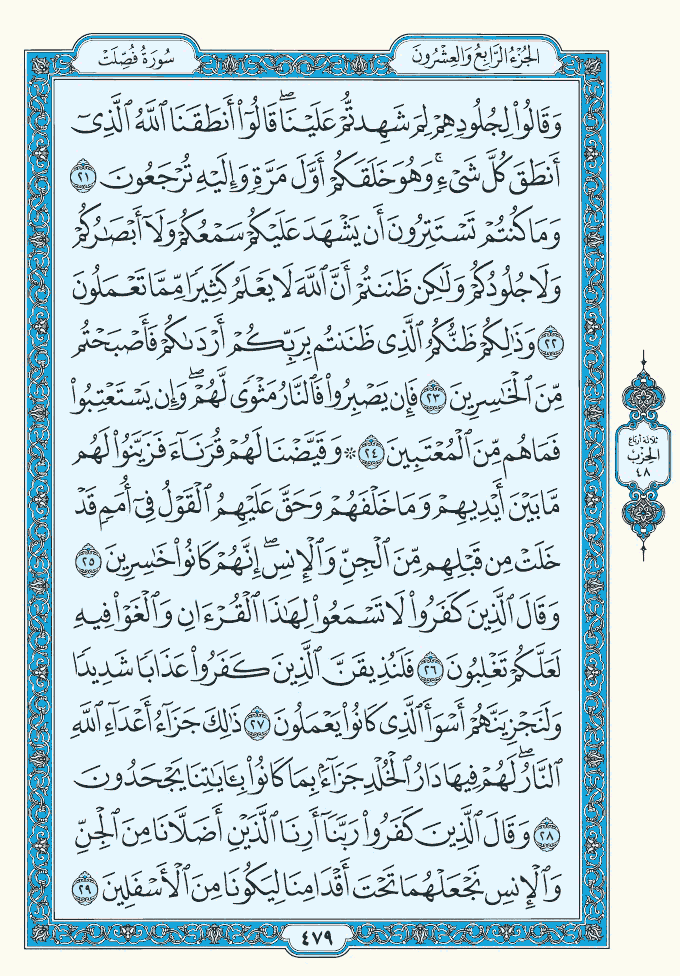 الجُزْءُ الرَّابِعُ وَالعِشْرُونَ
سُورَةُ فُصِّلَتْ
وَقَالُواْ لِجُلُودِهِمْ لِمَ شَهِدتُّمْ عَلَيْنَاۖ قَالُوٓاْ أَنطَقَنَا ٱللَّهُ ٱلَّذِىٓ
أَنطَقَ كُلَّ شَىْءٍۚ وَهُوَ خَلَقَكُمْ أَوَّلَ مَرَّةٍ وَإِلَيْهِ تُرْجَعُونَ ٢١
وَمَا كُنتُمْ تَسْتَتِرُونَ أَن يَشْهَدَ عَلَيْكُمْ سَمْعُكُمْ وَلَآ أَبْصَٰرُكُمْ
وَلَا جُلُودُكُمْ وَلَٰكِن ظَنَنتُمْ أَنَّ ٱللَّهَ لَا يَعْلَمُ كَثِيرًا مِّمَّا تَعْمَلُونَ
٢٢ وَذَٰلِكُمْ ظَنُّكُمُ ٱلَّذِى ظَنَنتُم بِرَبِّكُمْ أَرْدَىٰكُمْ فَأَصْبَحْتُم
مِّنَ ٱلْخَٰسِرِينَ ٢٣ فَإِن يَصْبِرُواْ فَٱلنَّارُ مَثْوًى لَّهُمْۖ وَإِن يَسْتَعْتِبُواْ
فَمَا هُم مِّنَ ٱلْمُعْتَبِينَ ٢٤ ۞ وَقَيَّضْنَا لَهُمْ قُرَنَآءَ فَزَيَّنُواْ لَهُم
مَّا بَيْنَ أَيْدِيهِمْ وَمَا خَلْفَهُمْ وَحَقَّ عَلَيْهِمُ ٱلْقَوْلُ فِىٓ أُمَمٍ قَدْ
خَلَتْ مِن قَبْلِهِم مِّنَ ٱلْجِنِّ وَٱلْإِنسِۖ إِنَّهُمْ كَانُواْ خَٰسِرِينَ ٢٥
وَقَالَ ٱلَّذِينَ كَفَرُواْ لَا تَسْمَعُواْ لِهَٰذَا ٱلْقُرْءَانِ وَٱلْغَوْاْ فِيهِ
لَعَلَّكُمْ تَغْلِبُونَ ٢٦ فَلَنُذِيقَنَّ ٱلَّذِينَ كَفَرُواْ عَذَابًا شَدِيدًا
وَلَنَجْزِيَنَّهُمْ أَسْوَأَ ٱلَّذِى كَانُواْ يَعْمَلُونَ ٢٧ ذَٰلِكَ جَزَآءُ أَعْدَآءِ ٱللَّهِ
ٱلنَّارُۖ لَهُمْ فِيهَا دَارُ ٱلْخُلْدِ جَزَآءًۢ بِمَا كَانُواْ بِـَٔايَٰتِنَا يَجْحَدُونَ
٢٨ وَقَالَ ٱلَّذِينَ كَفَرُواْ رَبَّنَآ أَرِنَا ٱلَّذَيْنِ أَضَلَّانَا مِنَ ٱلْجِنِّ
وَٱلْإِنسِ نَجْعَلْهُمَا تَحْتَ أَقْدَامِنَا لِيَكُونَا مِنَ ٱلْأَسْفَلِينَ ٢٩
ثلاثة أرباع
الحزب
٤٨
٤٧٩